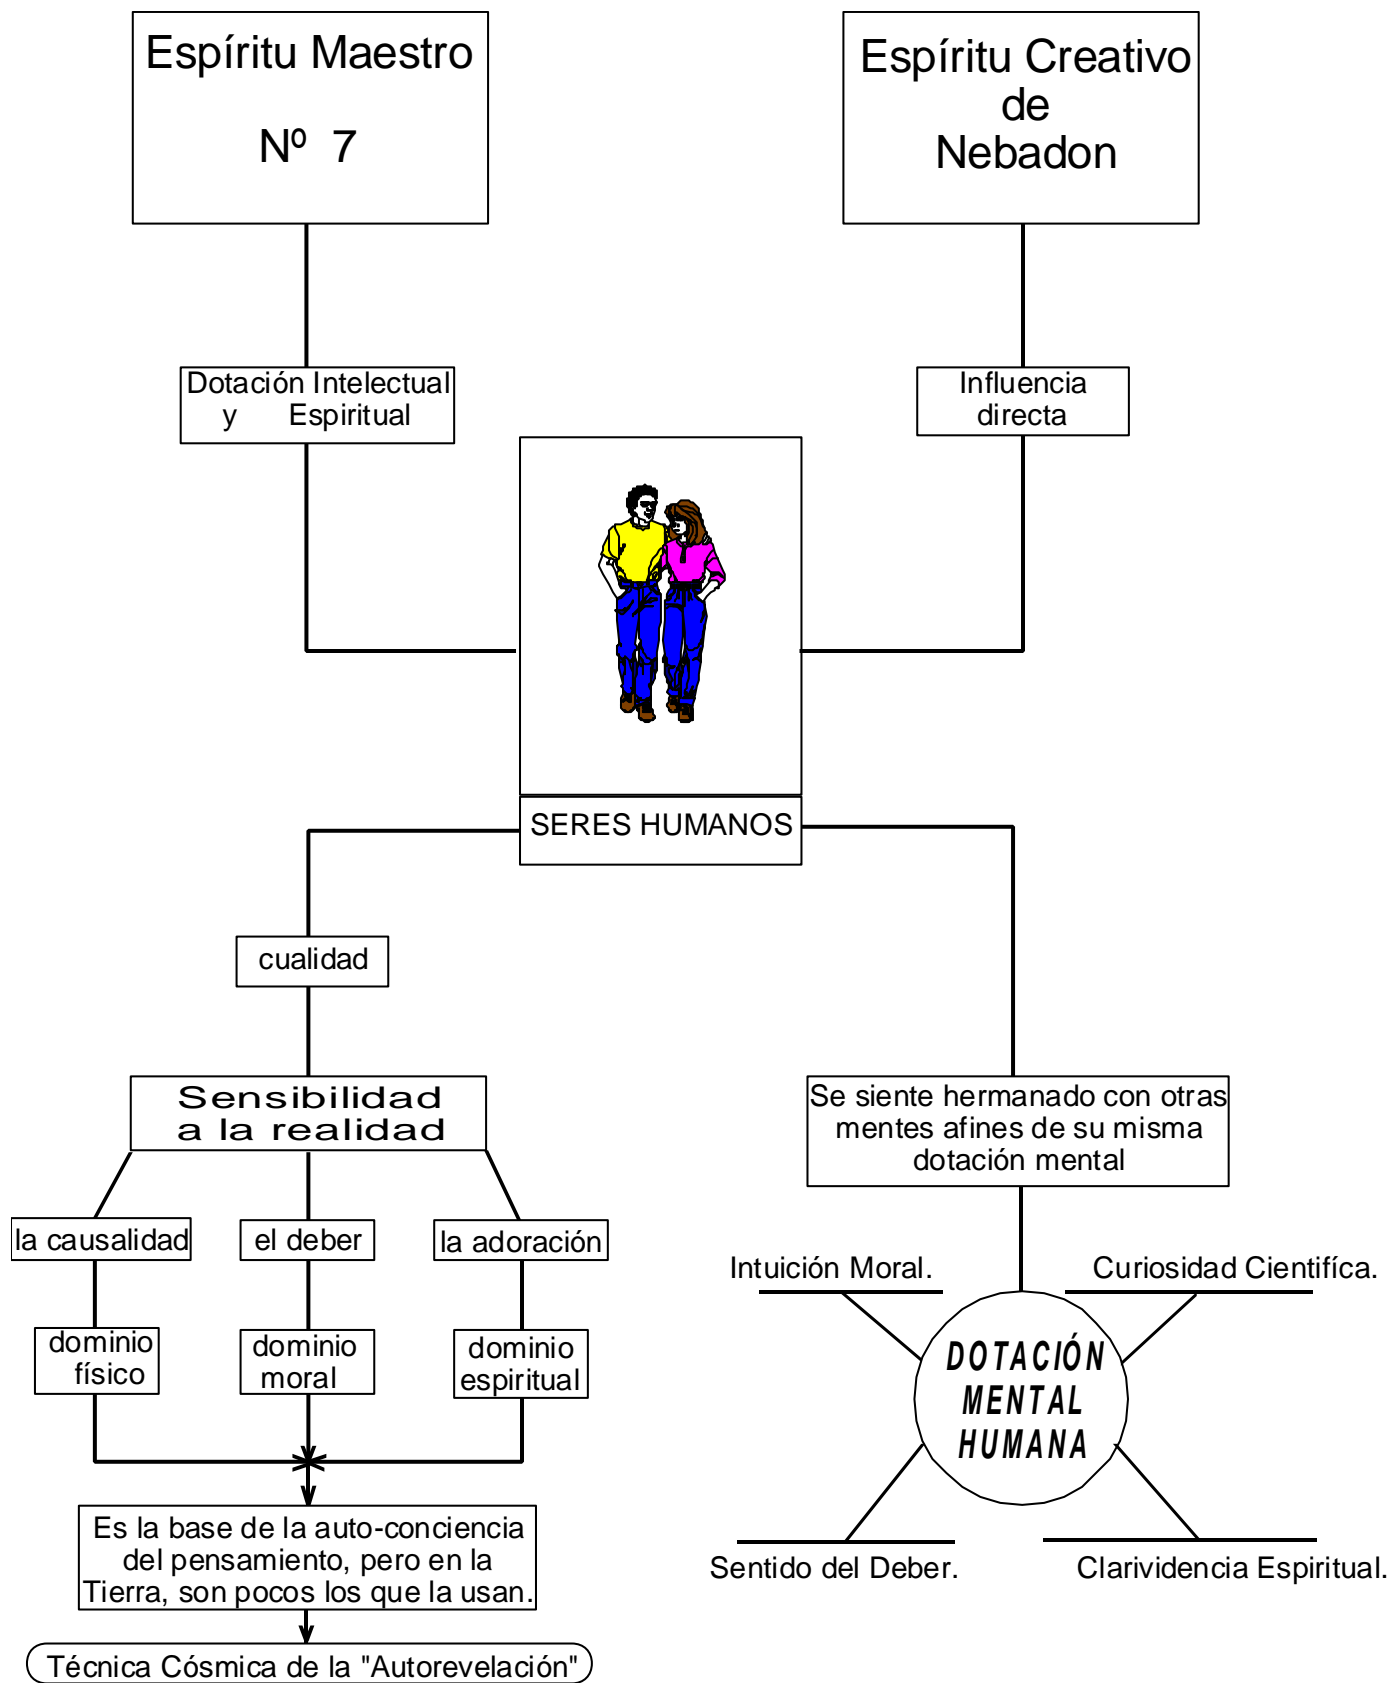 Espíritu Maestro
Nº 7
Espíritu Creativo
de
Nebadon
Dotación Intelectual
y Espiritual
Influencia
directa
SERES HUMANOS
cualidad
Sensibilidad
a la realidad
la causalidad
el deber
la adoración
dominio
físico
dominio
moral
dominio
espiritual
Es la base de la auto-conciencia
del pensamiento, pero en la
Tierra, son pocos los que la usan.
Técnica Cósmica de la "Autorevelación"
Se siente hermanado con otras
mentes afines de su misma
dotación mental
Intuición Moral.
Curiosidad Cientifíca.
DOTACIÓN
MENTAL
HUMANA
Sentido del Deber.
Clarividencia Espiritual.